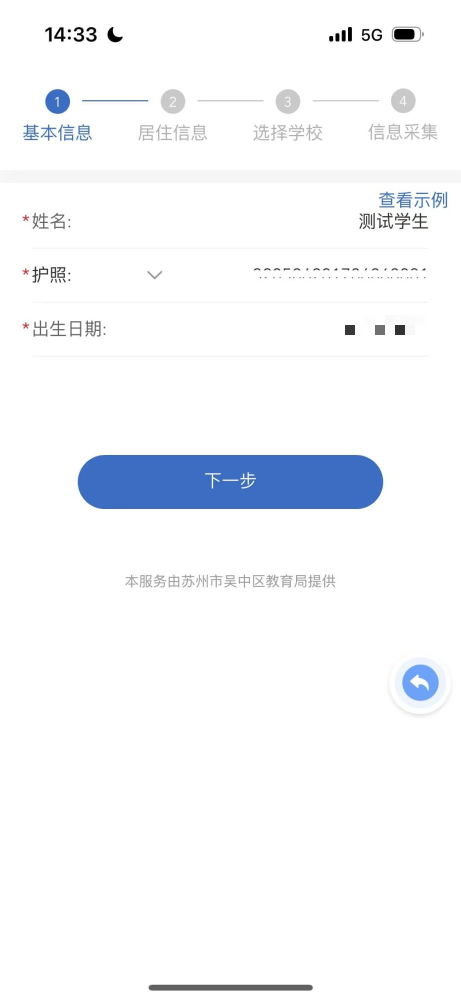 14:33
5G
1 2 3 4
基本信息 居住信息 选择学校 信息采集
查看示例
*姓名: 测试学生
*护照:
*出生日期:
下一步
本服务由苏州市吴中区教育局提供